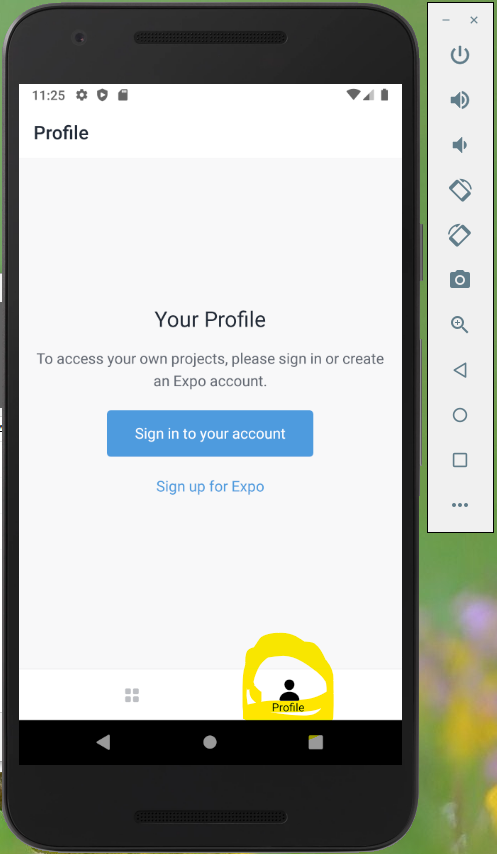 11:25
Profile
Your Profile
To access your own projects, please sign in or create
an Expo account.
Sign in to your account
Sign up for Expo
Profile